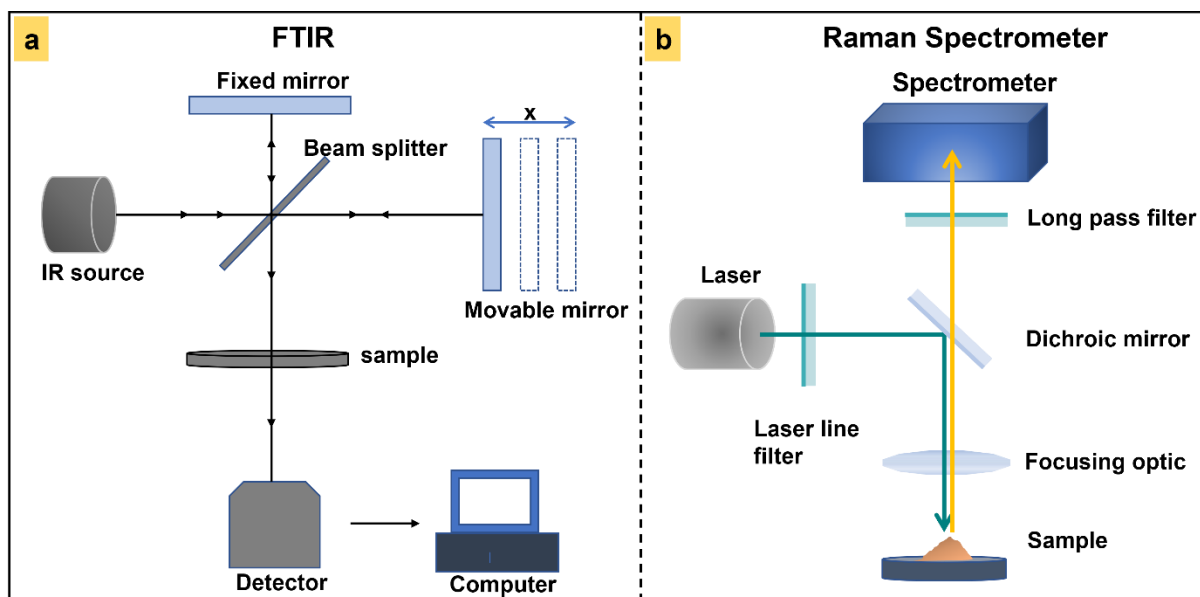 a
FTIR
Fixed mirror
x
Beam splitter
IR source
Movable mirror
sample
Detector
Computer
b
Raman Spectrometer
Spectrometer
Long pass filter
Laser
Dichroic mirror
Laser line
filter
Focusing optic
Sample